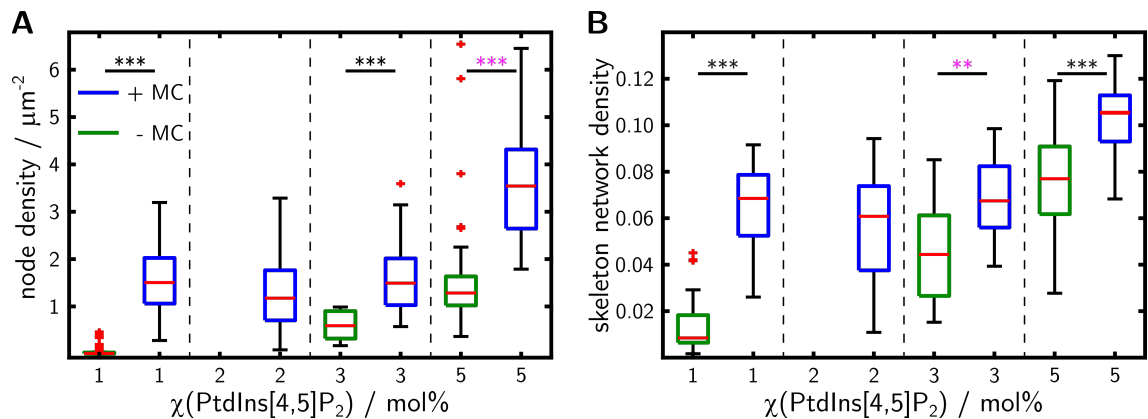 A
node density / μm⁻²
6
5
4
3
2
1
+ MC
- MC
***
***
***
1 1 2 2 3 3 5 5
χ(PtdIns[4,5]P₂) / mol%
B
skeleton network density
0.12
0.10
0.08
0.06
0.04
0.02
0.00
***
**
***
1 1 2 2 3 3 5 5
χ(PtdIns[4,5]P₂) / mol%